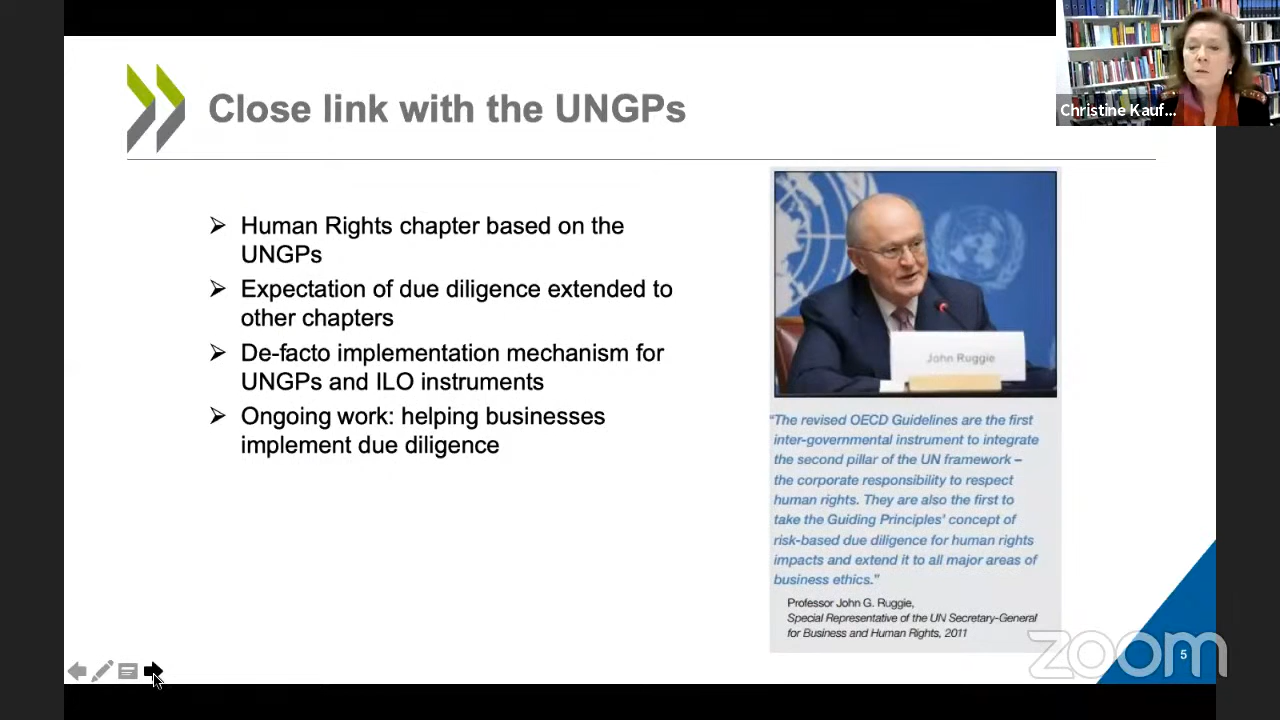 Close link with the UNGPs
Christine Kauf...
➢ Human Rights chapter based on the
UNGPs
➢ Expectation of due diligence extended to
other chapters
➢ De-facto implementation mechanism for
UNGPs and ILO instruments
➢ Ongoing work: helping businesses
implement due diligence
John Ruggie
"The revised OECD Guidelines are the first
inter-governmental instrument to integrate
the second pillar of the UN framework –
the corporate responsibility to respect
human rights. They are also the first to
take the Guiding Principles' concept of
risk-based due diligence for human rights
impacts and extend it to all major areas of
business ethics."
Professor John G. Ruggie,
Special Representative of the UN Secretary-General
for Business and Human Rights, 2011
zoom
5